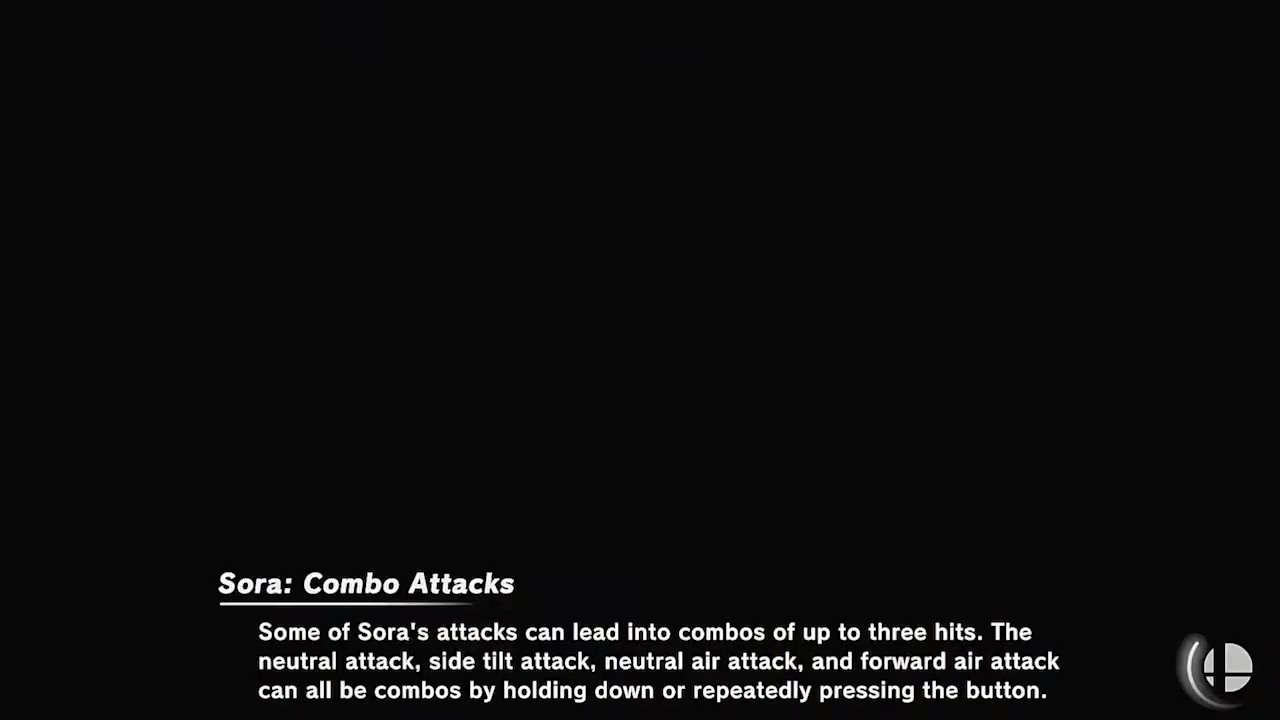 Sora: Combo Attacks
Some of Sora's attacks can lead into combos of up to three hits. The
neutral attack, side tilt attack, neutral air attack, and forward air attack
can all be combos by holding down or repeatedly pressing the button.